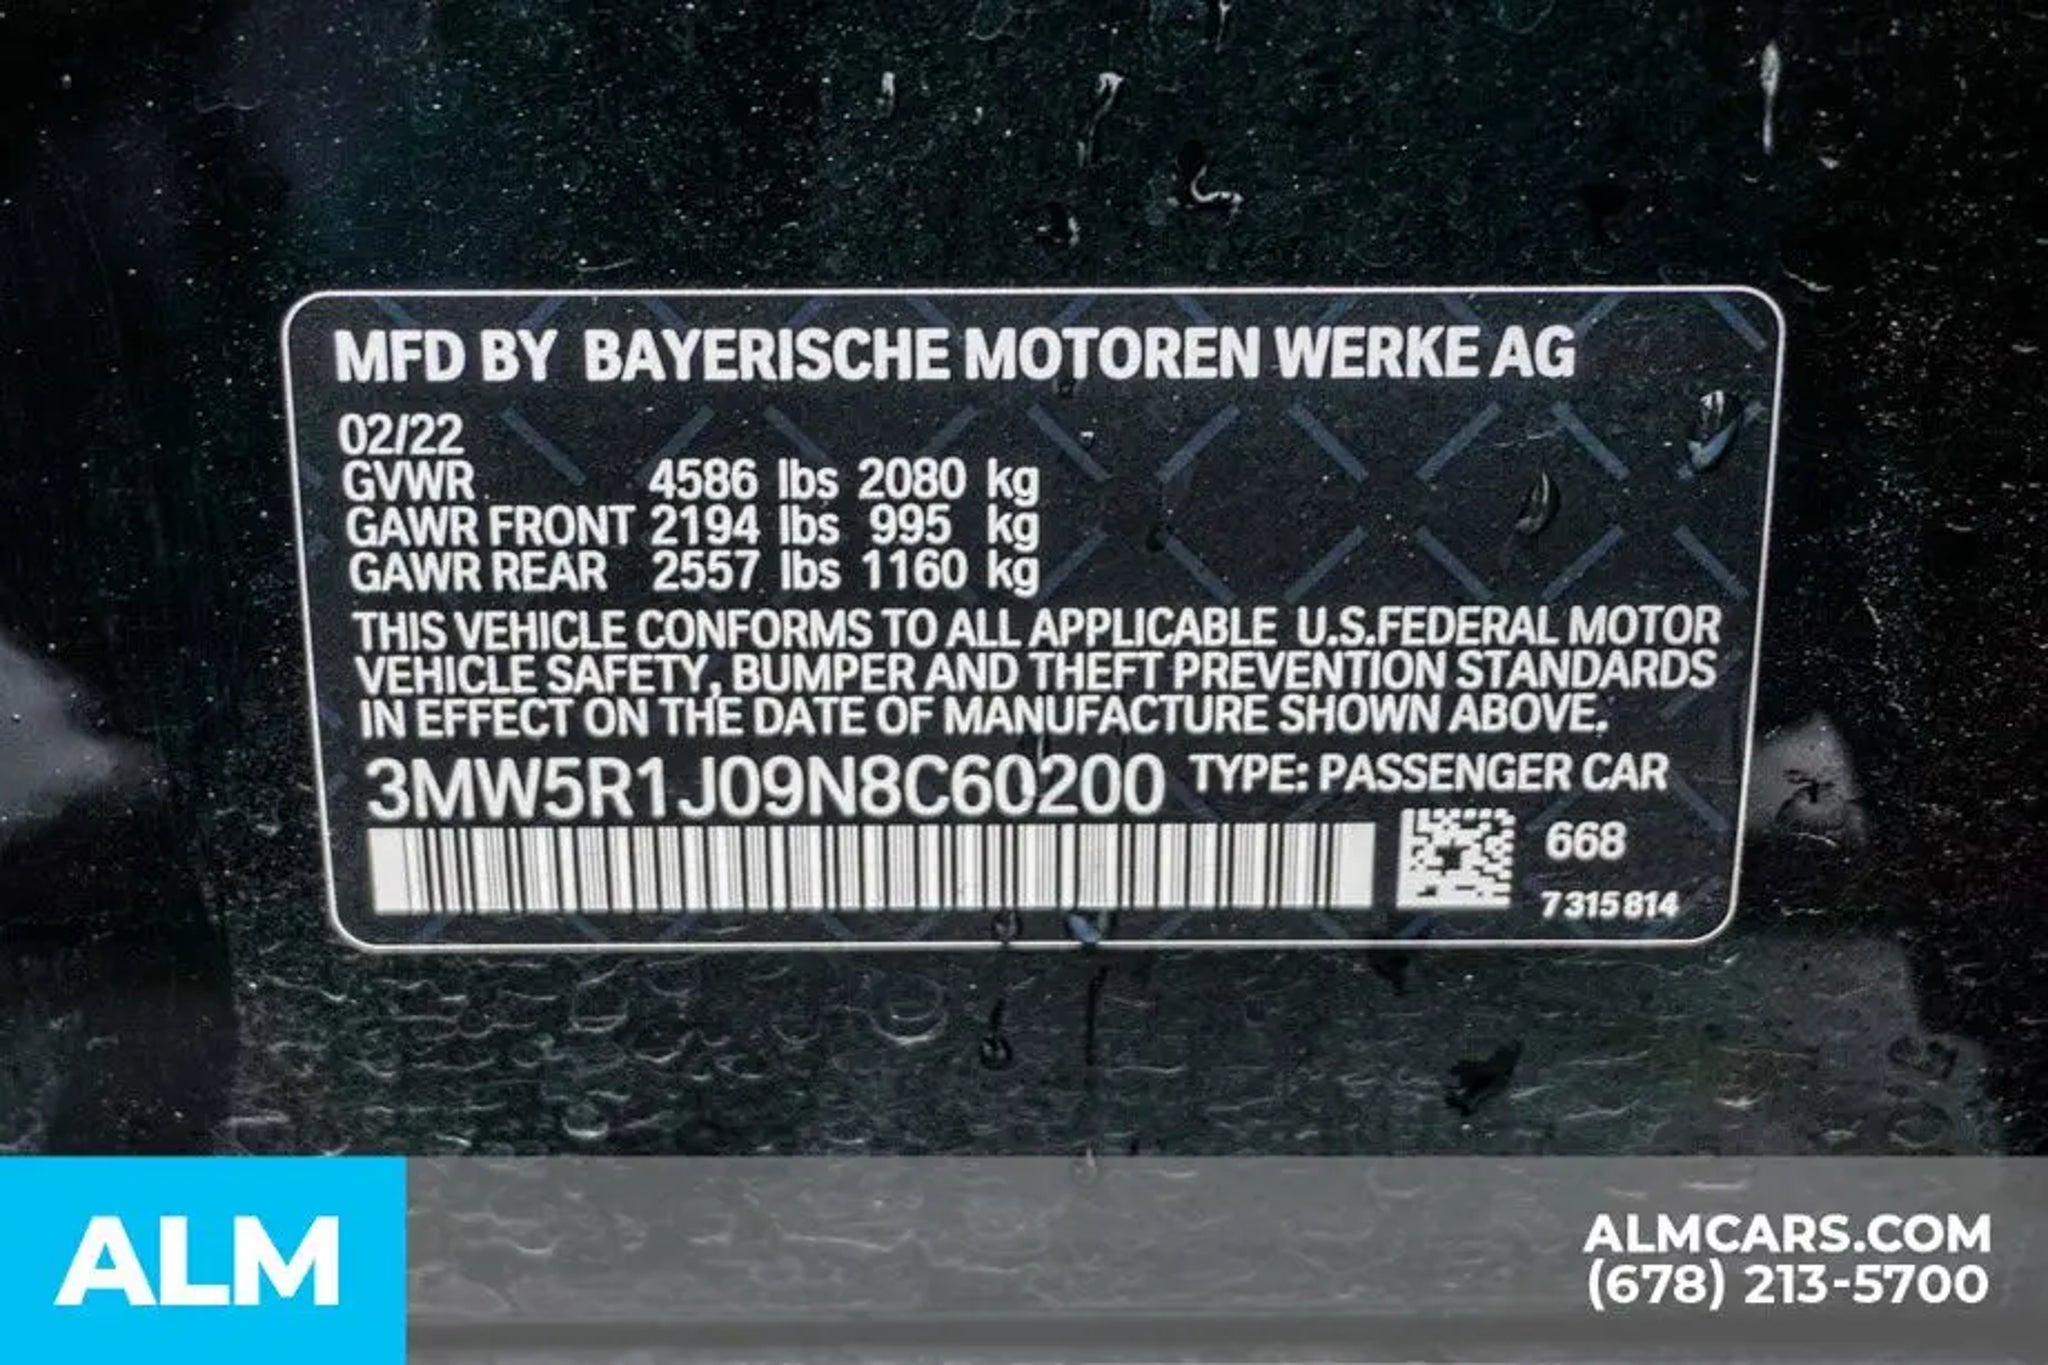 MFD BY BAYERISCHE MOTOREN WERKE AG
02/22
GVWR 4586 lbs 2080 kg
GAWR FRONT 2194 lbs 995 kg
GAWR REAR 2557 lbs 1160 kg
THIS VEHICLE CONFORMS TO ALL APPLICABLE U.S.FEDERAL MOTOR
VEHICLE SAFETY, BUMPER AND THEFT PREVENTION STANDARDS
IN EFFECT ON THE DATE OF MANUFACTURE SHOWN ABOVE.
3MW5R1J09N8C60200 TYPE: PASSENGER CAR
668
7315814
ALM
ALMCARS.COM
(678) 213-5700